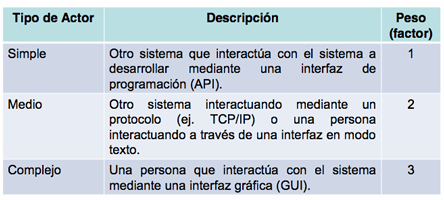 Tipo de Actor Descripción Peso
(factor)
Simple Otro sistema que interactúa con el sistema a 1
desarrollar mediante una interfaz de
programación (API).
Medio Otro sistema interactuando mediante un 2
protocolo (ej. TCP/IP) o una persona
interactuando a través de una interfaz en modo
texto.
Complejo Una persona que interactúa con el sistema 3
mediante una interfaz gráfica (GUI).